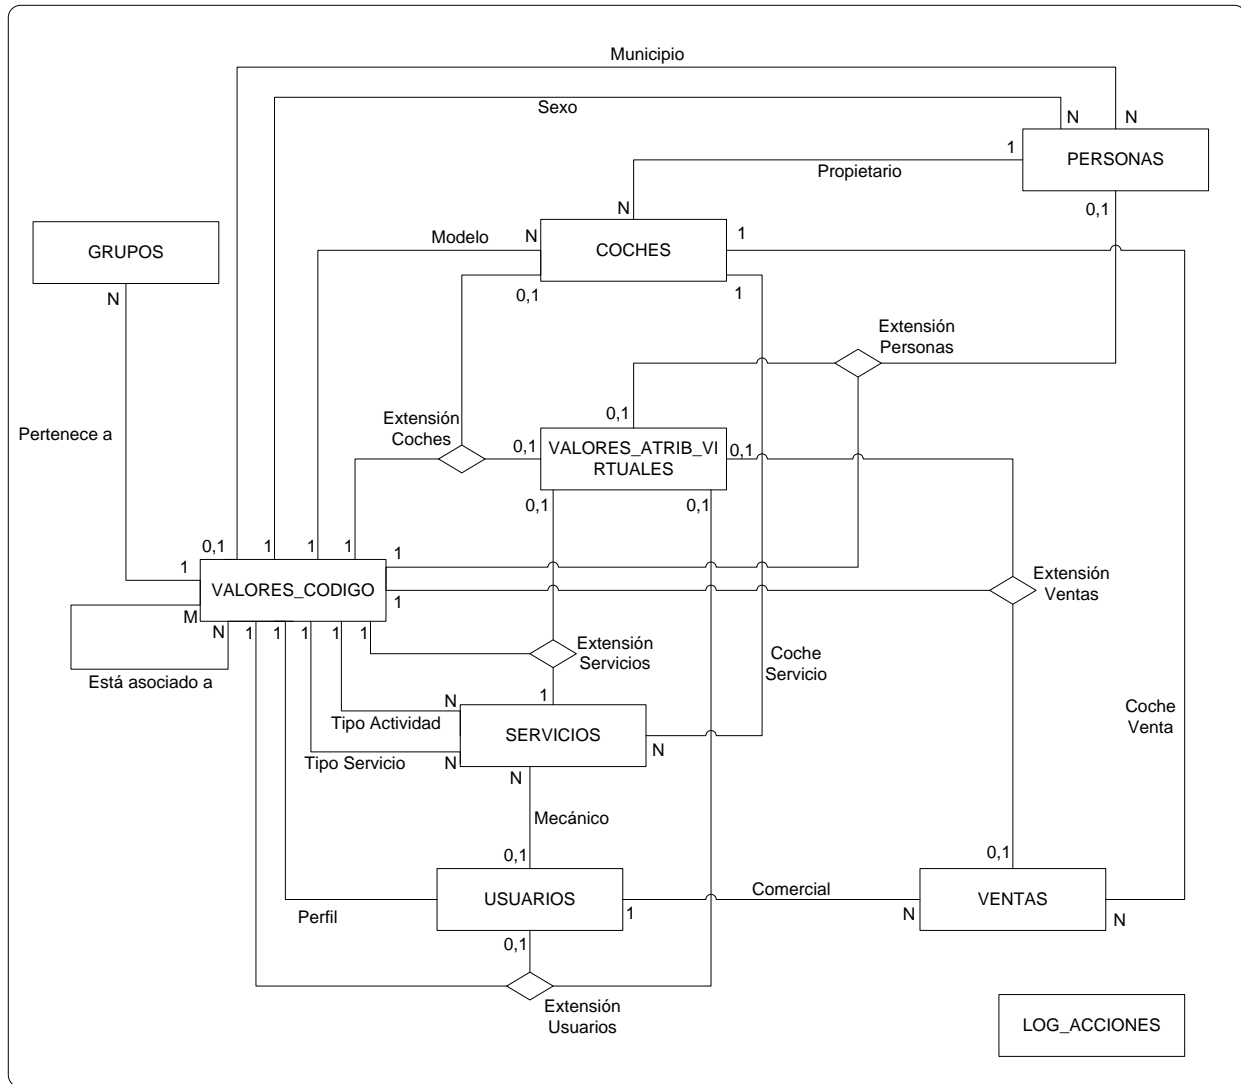 Municipio
Sexo
N
N
1
PERSONAS
Propietario
0,1
N
GRUPOS
Modelo
N
COCHES
1
N
0,1
1
Extensión
Personas
0,1
Extensión
Coches
Pertenece a
0,1
VALORES_ATRIB_VI
RTUALES
0,1
0,1
0,1
0,1
1
1
1
1
1
VALORES_CODIGO
1
Extensión
Ventas
M
N
1
1
1
1
1
Extensión
Servicios
Coche
Servicio
Está asociado a
N
1
Tipo Actividad
SERVICIOS
Coche
Venta
Tipo Servicio
N
N
N
Mecánico
0,1
0,1
USUARIOS
Comercial
VENTAS
Perfil
1
N
N
0,1
Extensión
Usuarios
LOG_ACCIONES